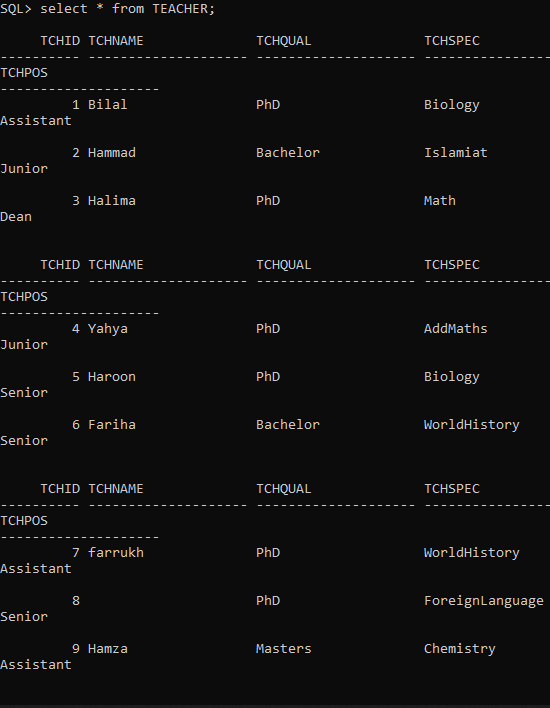 SQL> select * from TEACHER;
TCHID TCHNAME TCHQUAL TCHSPEC
---------- -------------------- -------------------- --------------------
TCHPOS
--------------------
1 Bilal PhD Biology
Assistant
2 Hammad Bachelor Islamiat
Junior
3 Halima PhD Math
Dean
TCHID TCHNAME TCHQUAL TCHSPEC
---------- -------------------- -------------------- --------------------
TCHPOS
--------------------
4 Yahya PhD AddMaths
Junior
5 Haroon PhD Biology
Senior
6 Fariha Bachelor WorldHistory
Senior
TCHID TCHNAME TCHQUAL TCHSPEC
---------- -------------------- -------------------- --------------------
TCHPOS
--------------------
7 farrukh PhD WorldHistory
Assistant
8 PhD ForeignLanguage
Senior
9 Hamza Masters Chemistry
Assistant